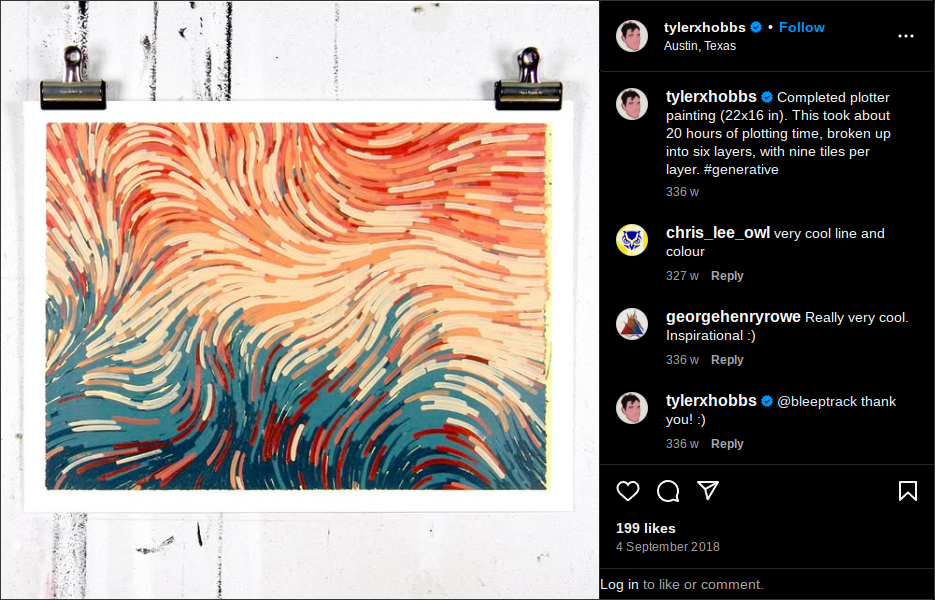 tylerxhobbs • Follow
Austin, Texas
tylerxhobbs Completed plotter
painting (22x16 in). This took about
20 hours of plotting time, broken up
into six layers, with nine tiles per
layer. #generative
336 w
chris_lee_owl very cool line and
colour
327 w Reply
georgehenryrowe Really very cool.
Inspirational :)
336 w Reply
tylerxhobbs @bleeptrack thank
you! :)
336 w Reply
199 likes
4 September 2018
Log in to like or comment.